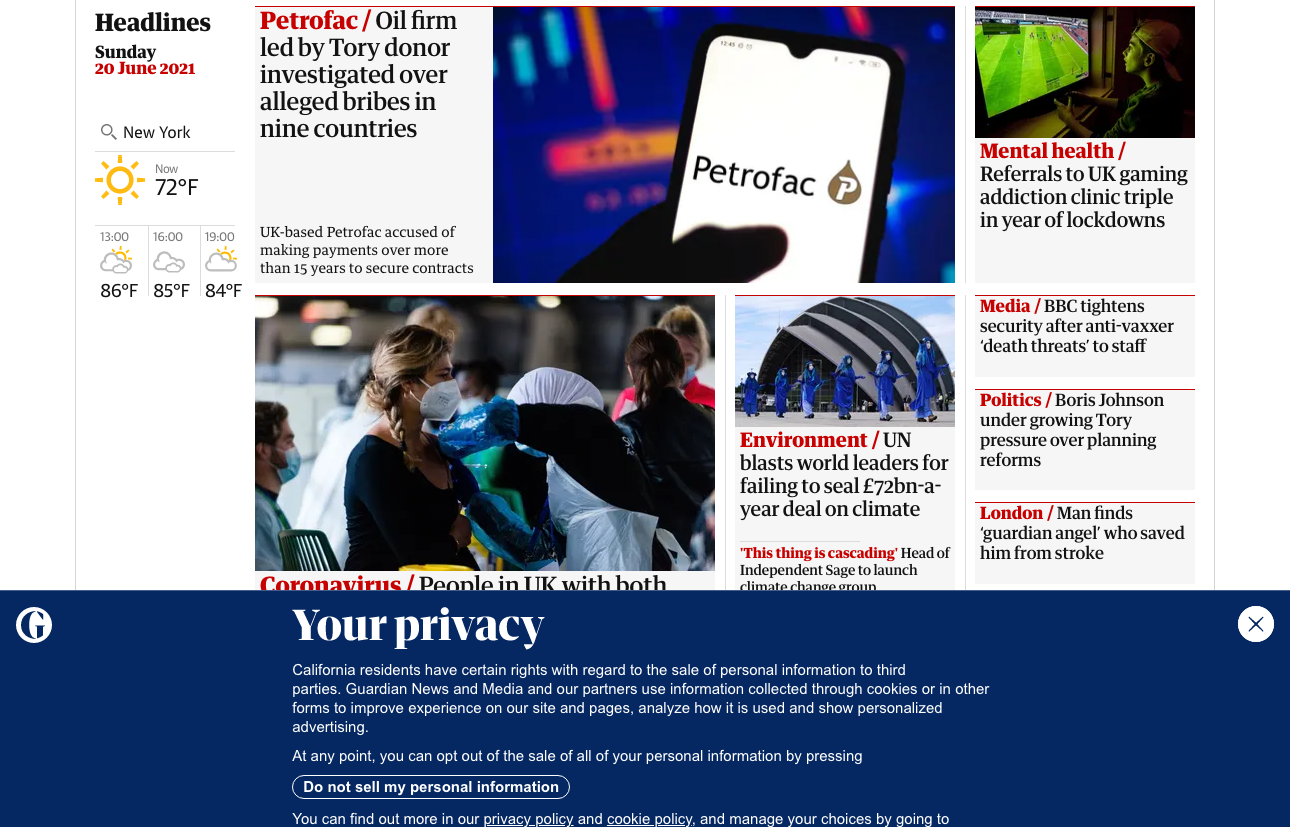 Headlines
Sunday
20 June 2021
New York
Now
72°F
13:00
16:00
19:00
86°F
85°F
84°F
Petrofac / Oil firm
led by Tory donor
investigated over
alleged bribes in
nine countries
UK-based Petrofac accused of
making payments over more
than 15 years to secure contracts
12:45
Petrofac
Mental health /
Referrals to UK gaming
addiction clinic triple
in year of lockdowns
Coronavirus / People in UK with both
Environment / UN
blasts world leaders for
failing to seal £72bn-a-
year deal on climate
'This thing is cascading' Head of
Independent Sage to launch
climate change group
Media / BBC tightens
security after anti-vaxxer
‘death threats’ to staff
Politics / Boris Johnson
under growing Tory
pressure over planning
reforms
London / Man finds
‘guardian angel’ who saved
him from stroke
Your privacy
California residents have certain rights with regard to the sale of personal information to third
parties. Guardian News and Media and our partners use information collected through cookies or in other
forms to improve experience on our site and pages, analyze how it is used and show personalized
advertising.
At any point, you can opt out of the sale of all of your personal information by pressing
Do not sell my personal information
You can find out more in our privacy policy and cookie policy, and manage your choices by going to